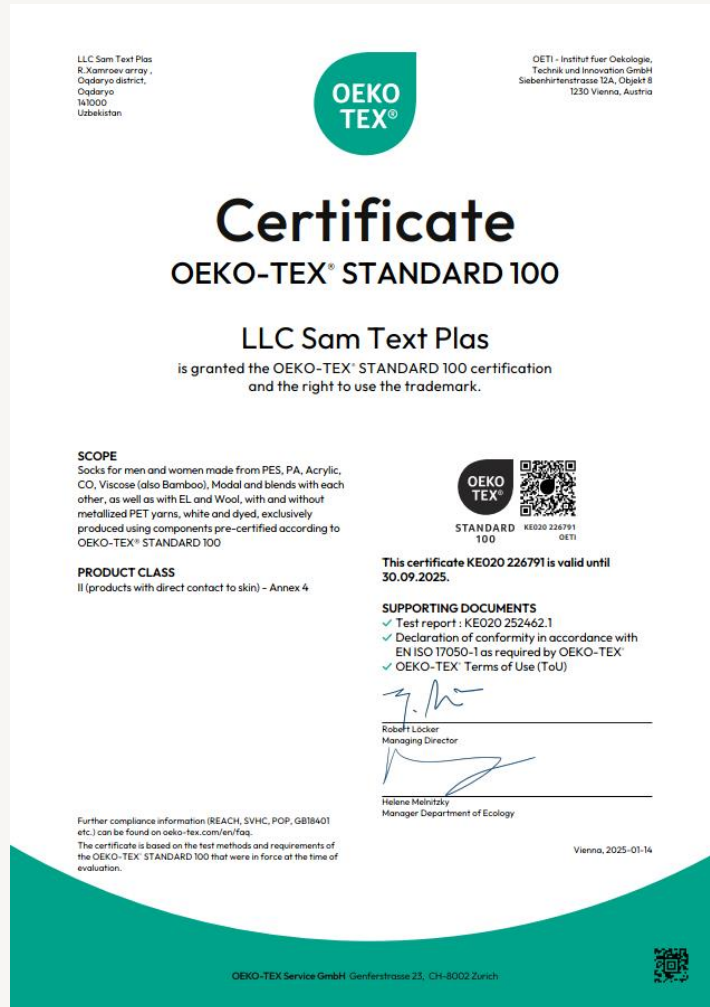 LLC Sam Text Plas
R.Xamroev array ,
Oqdaryo district,
Oqdaryo
141000
Uzbekistan
OEKO
TEX®
OETI - Institut fuer Oekologie,
Technik und Innovation GmbH
Siebenhirtenstrasse 12A, Objekt 8
1230 Vienna, Austria
Certificate
OEKO-TEX® STANDARD 100
LLC Sam Text Plas
is granted the OEKO-TEX® STANDARD 100 certification
and the right to use the trademark.
SCOPE
Socks for men and women made from PES, PA, Acrylic,
CO, Viscose (also Bamboo), Modal and blends with each
other, as well as with EL and Wool, with and without
metallized PET yarns, white and dyed, exclusively
produced using components pre-certified according to
OEKO-TEX® STANDARD 100
PRODUCT CLASS
II (products with direct contact to skin) - Annex 4
OEKO
TEX®
STANDARD
100
KE020 226791
OETI
This certificate KE020 226791 is valid until
30.09.2025.
SUPPORTING DOCUMENTS
✓ Test report : KE020 252462.1
✓ Declaration of conformity in accordance with
EN ISO 17050-1 as required by OEKO-TEX®
✓ OEKO-TEX® Terms of Use (ToU)
Robert Löcker
Managing Director
Helene Melnitzky
Manager Department of Ecology
Further compliance information (REACH, SVHC, POP, GB18401
etc.) can be found on oeko-tex.com/en/faq.
The certificate is based on the test methods and requirements of
the OEKO-TEX® STANDARD 100 that were in force at the time of
evaluation.
Vienna, 2025-01-14
OEKO-TEX Service GmbH Genferstrasse 23, CH-8002 Zurich